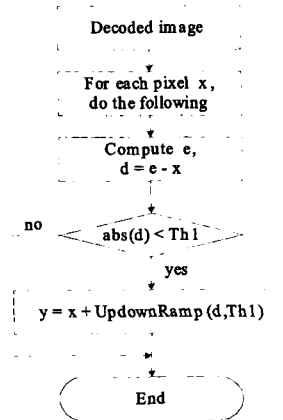 Decoded image
For each pixel x,
do the following
Compute e,
d = e - x
no
abs(d) < Th1
yes
y = x + UpdownRamp (d,Th1)
End